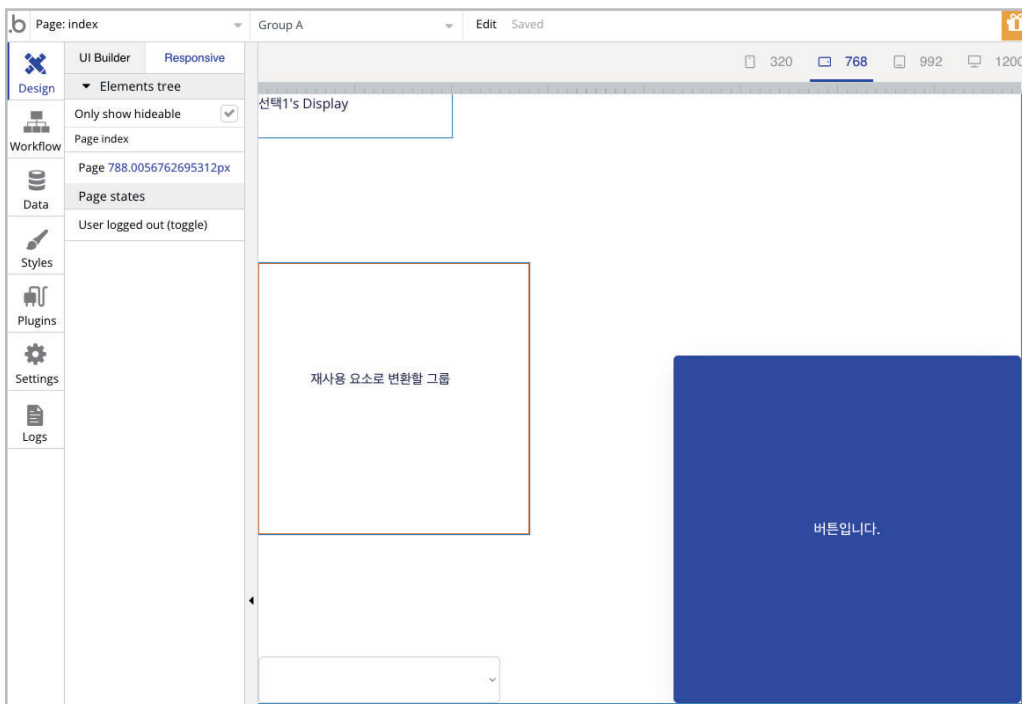 .b Page: index
Group A
Edit Saved
Design
Workflow
Data
Styles
Plugins
Settings
Logs
UI Builder Responsive
Elements tree
Only show hideable
Page index
Page 788.0056762695312px
Page states
User logged out (toggle)
320 768 992 1200
선택1's Display
재사용 요소로 변환할 그룹
버튼입니다.